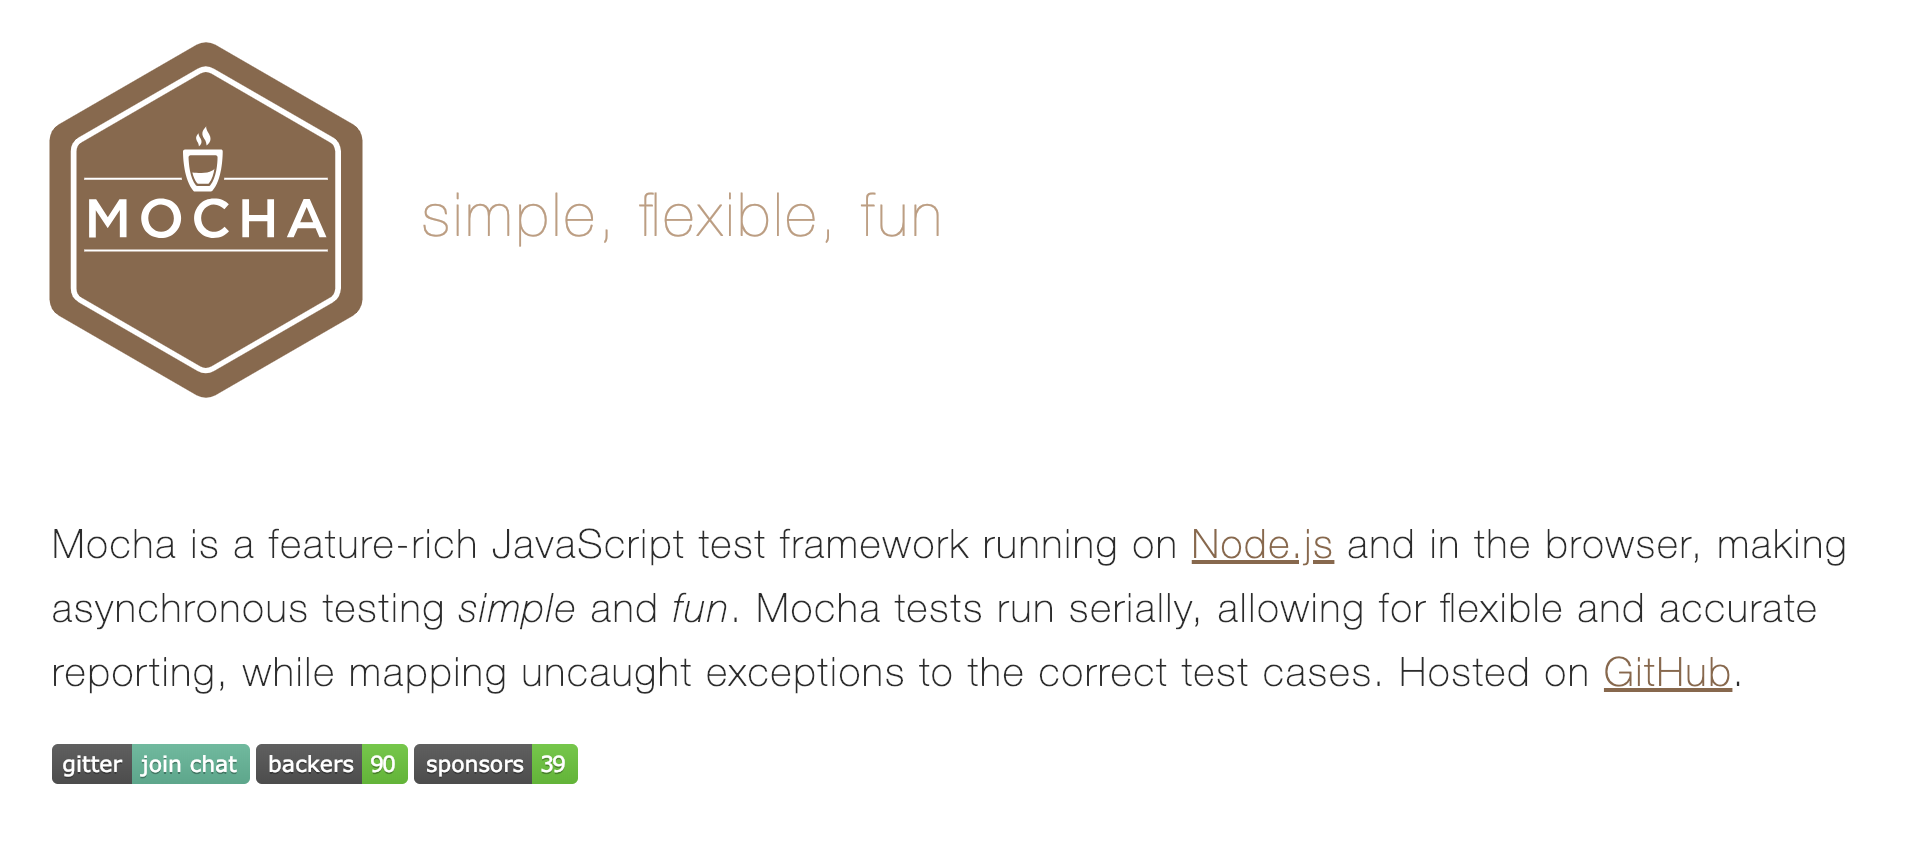 MOCHA
simple, flexible, fun
Mocha is a feature-rich JavaScript test framework running on Node.js and in the browser, making
asynchronous testing simple and fun. Mocha tests run serially, allowing for flexible and accurate
reporting, while mapping uncaught exceptions to the correct test cases. Hosted on GitHub.
gitter join chat backers 90 sponsors 39